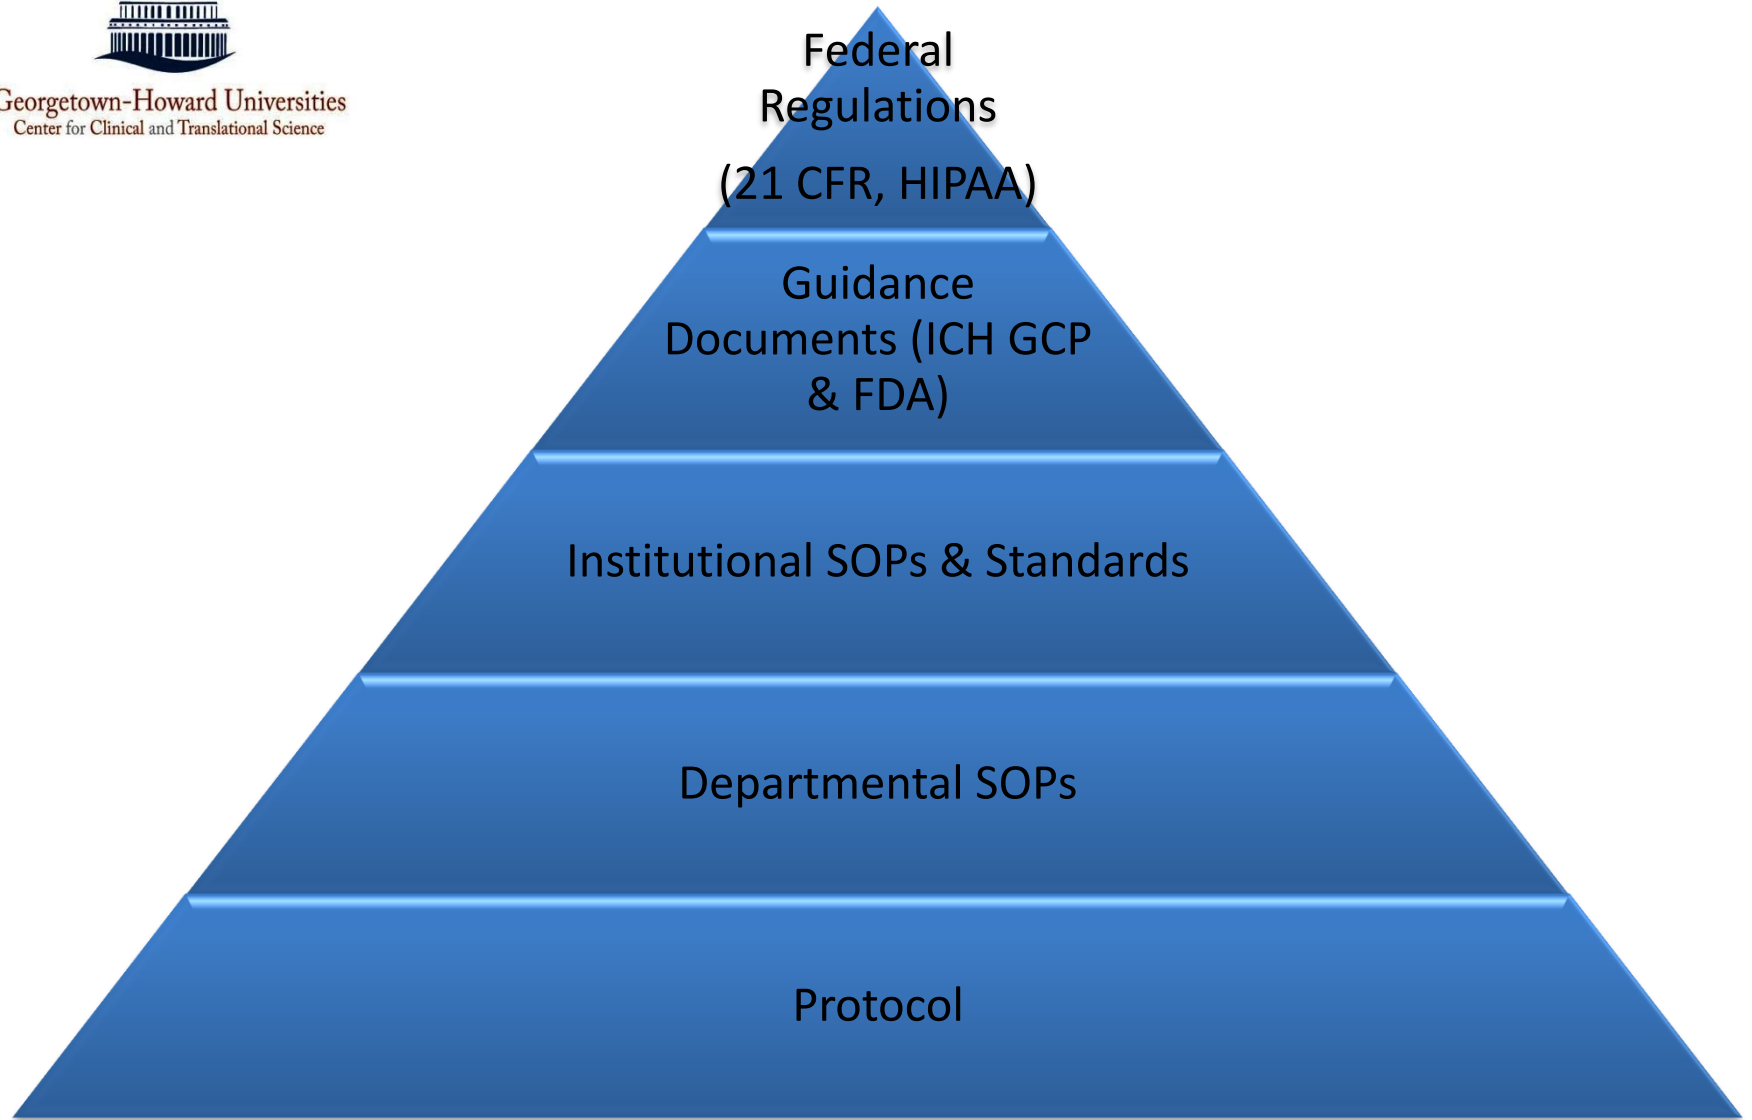 Georgetown-Howard Universities
Center for Clinical and Translational Science
Federal
Regulations
(21 CFR, HIPAA)
Guidance
Documents (ICH GCP
& FDA)
Institutional SOPs & Standards
Departmental SOPs
Protocol